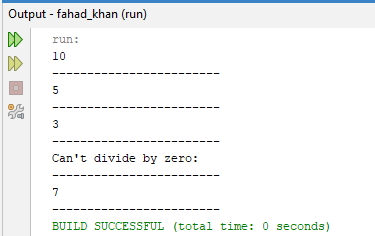 Output - fahad_khan (run)
run:
10
------------------------
5
------------------------
3
------------------------
Can't divide by zero:
------------------------
7
------------------------
BUILD SUCCESSFUL (total time: 0 seconds)